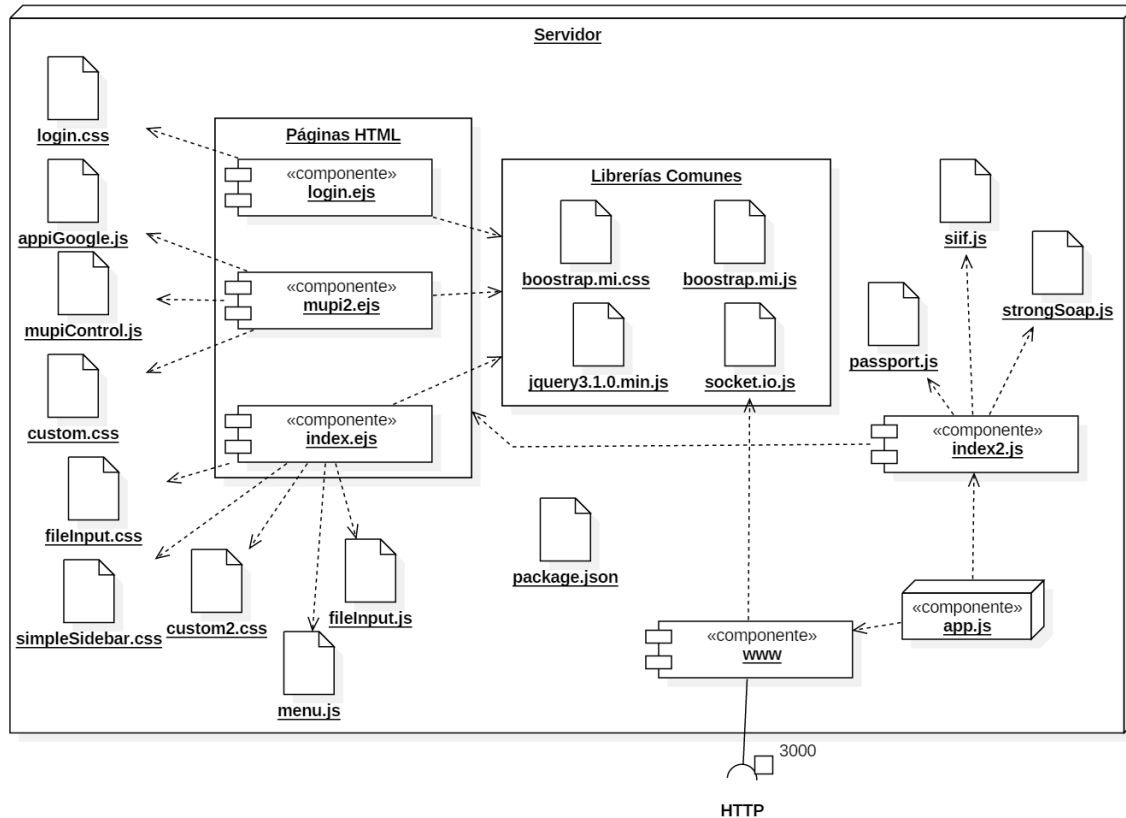 Servidor
login.css
appiGoogle.js
mupiControl.js
custom.css
fileInput.css
simpleSidebar.css
custom2.css
menu.js
fileInput.js
Páginas HTML
«componente»
login.ejs
«componente»
mupi2.ejs
«componente»
index.ejs
Librerías Comunes
boostrap.mi.css
boostrap.mi.js
jquery3.1.0.min.js
socket.io.js
siif.js
strongSoap.js
passport.js
«componente»
index2.js
package.json
«componente»
app.js
«componente»
www
3000
HTTP